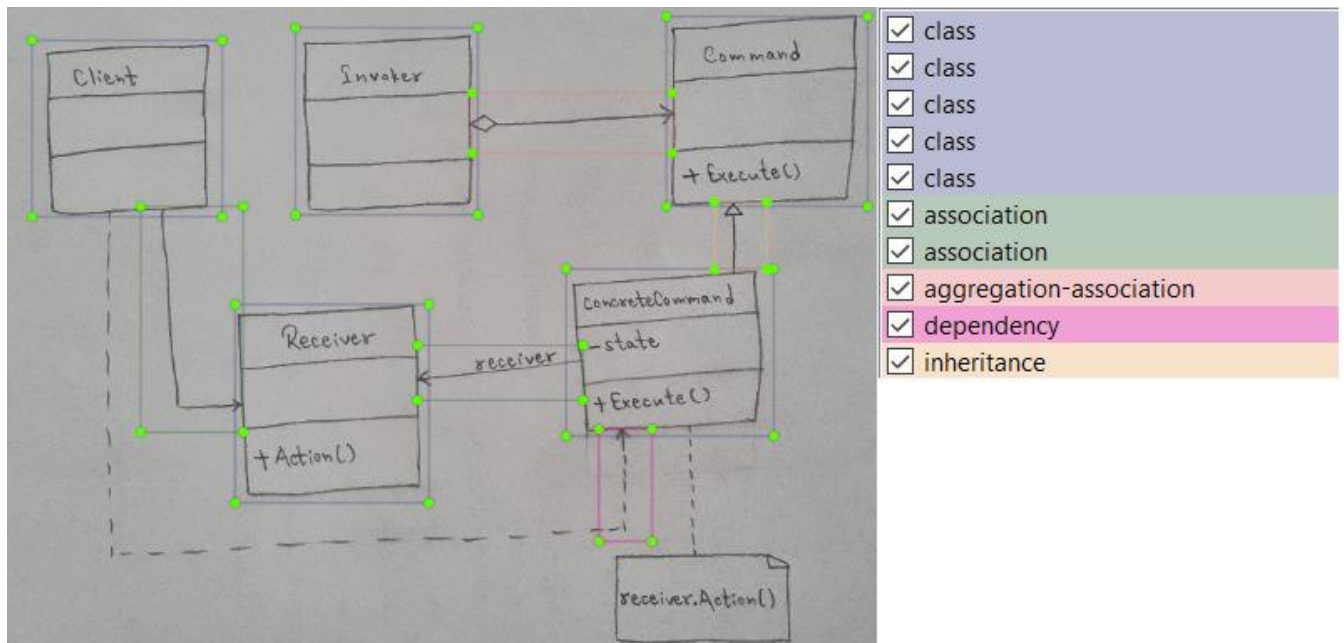 Client
Invoker
Command
+ Execute()
Receiver
+ Action()
receiver
concreteCommand
- state
+ Execute()
receiver.Action()
class
class
class
class
class
association
association
aggregation-association
dependency
inheritance